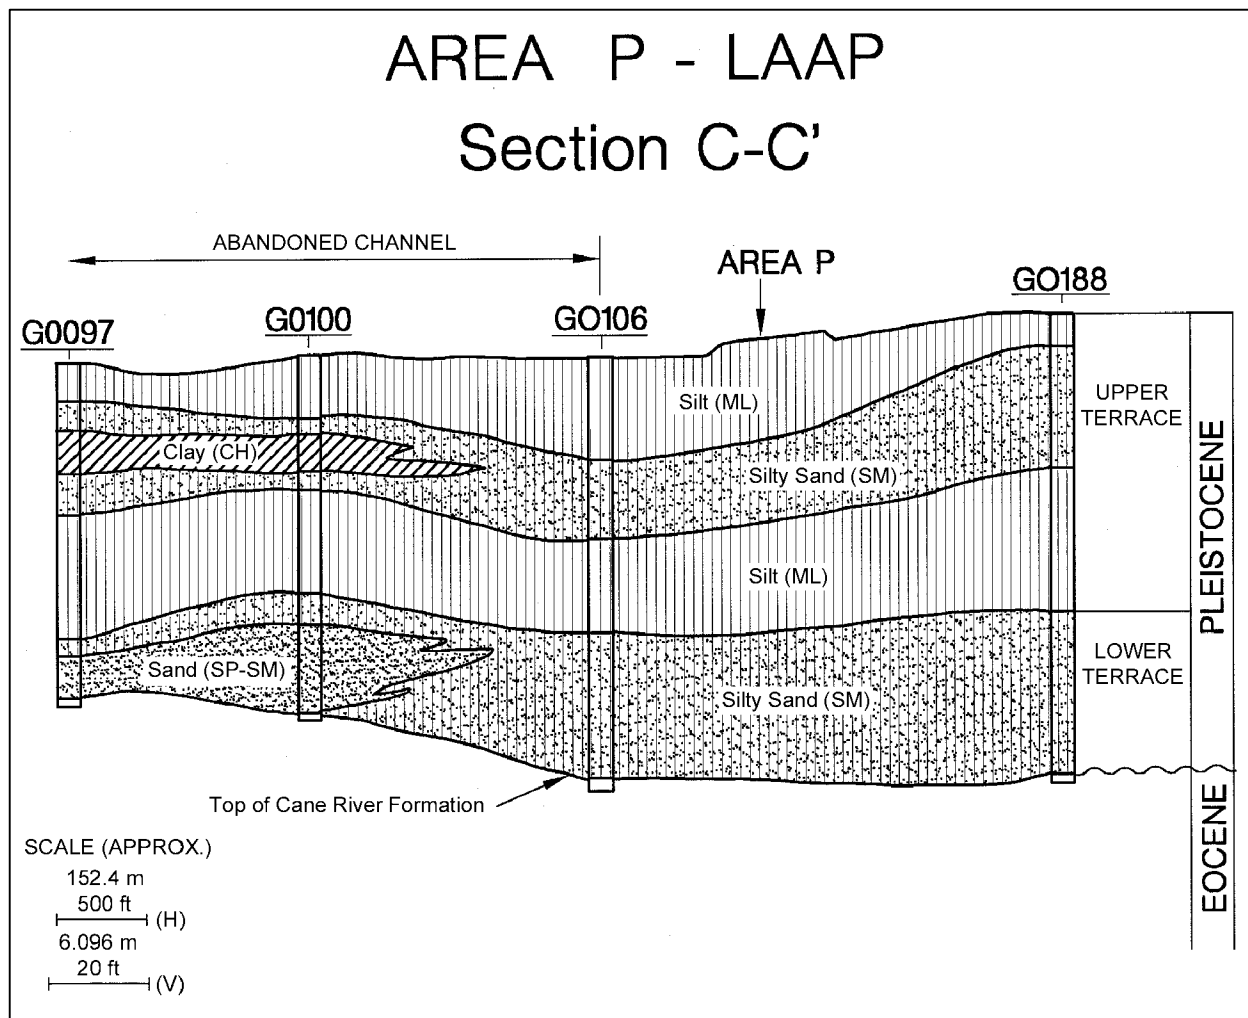 AREA P - LAAP
Section C-C'
ABANDONED CHANNEL
AREA P
GO188
G0097
G0100
GO106
Silt (ML)
UPPER
TERRACE
Clay (CH)
Silty Sand (SM)
Silt (ML)
PLEISTOCENE
Sand (SP-SM)
LOWER
TERRACE
Silty Sand (SM)
Top of Cane River Formation
EOCENE
SCALE (APPROX.)
152.4 m
500 ft
(H)
6.096 m
20 ft
(V)